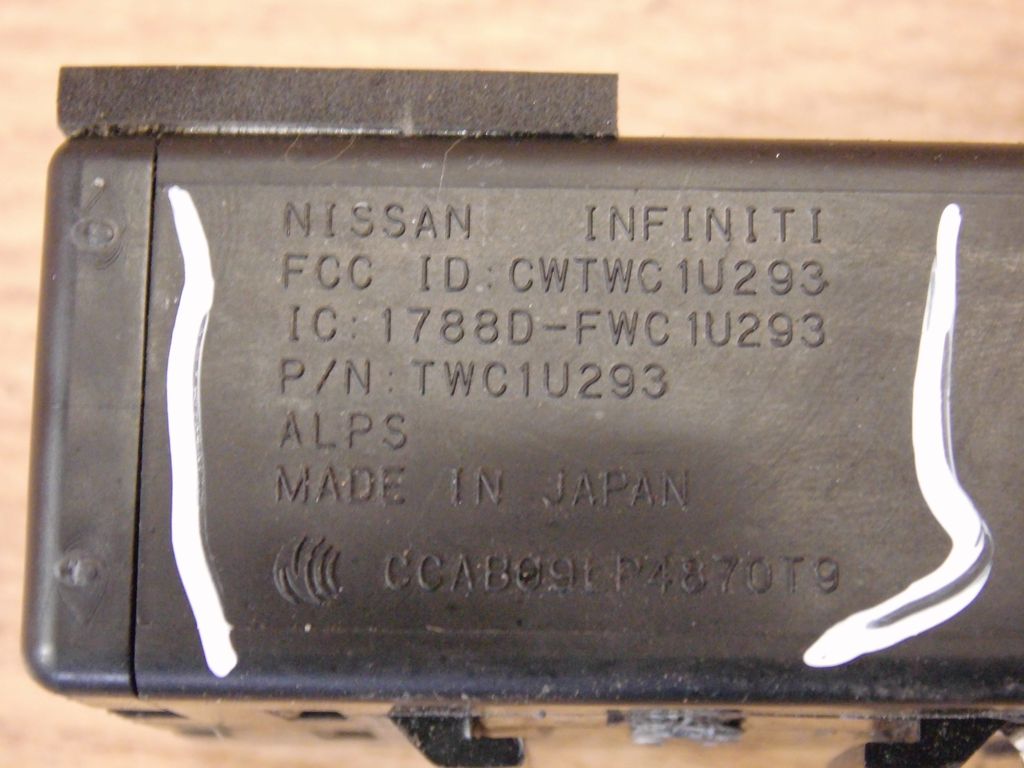 NISSAN INFINITI
FCC ID:CWTWC1U293
IC:1788D-FWC1U293
P/N:TWC1U293
ALPS
MADE IN JAPAN
CCAB09LP4870T9